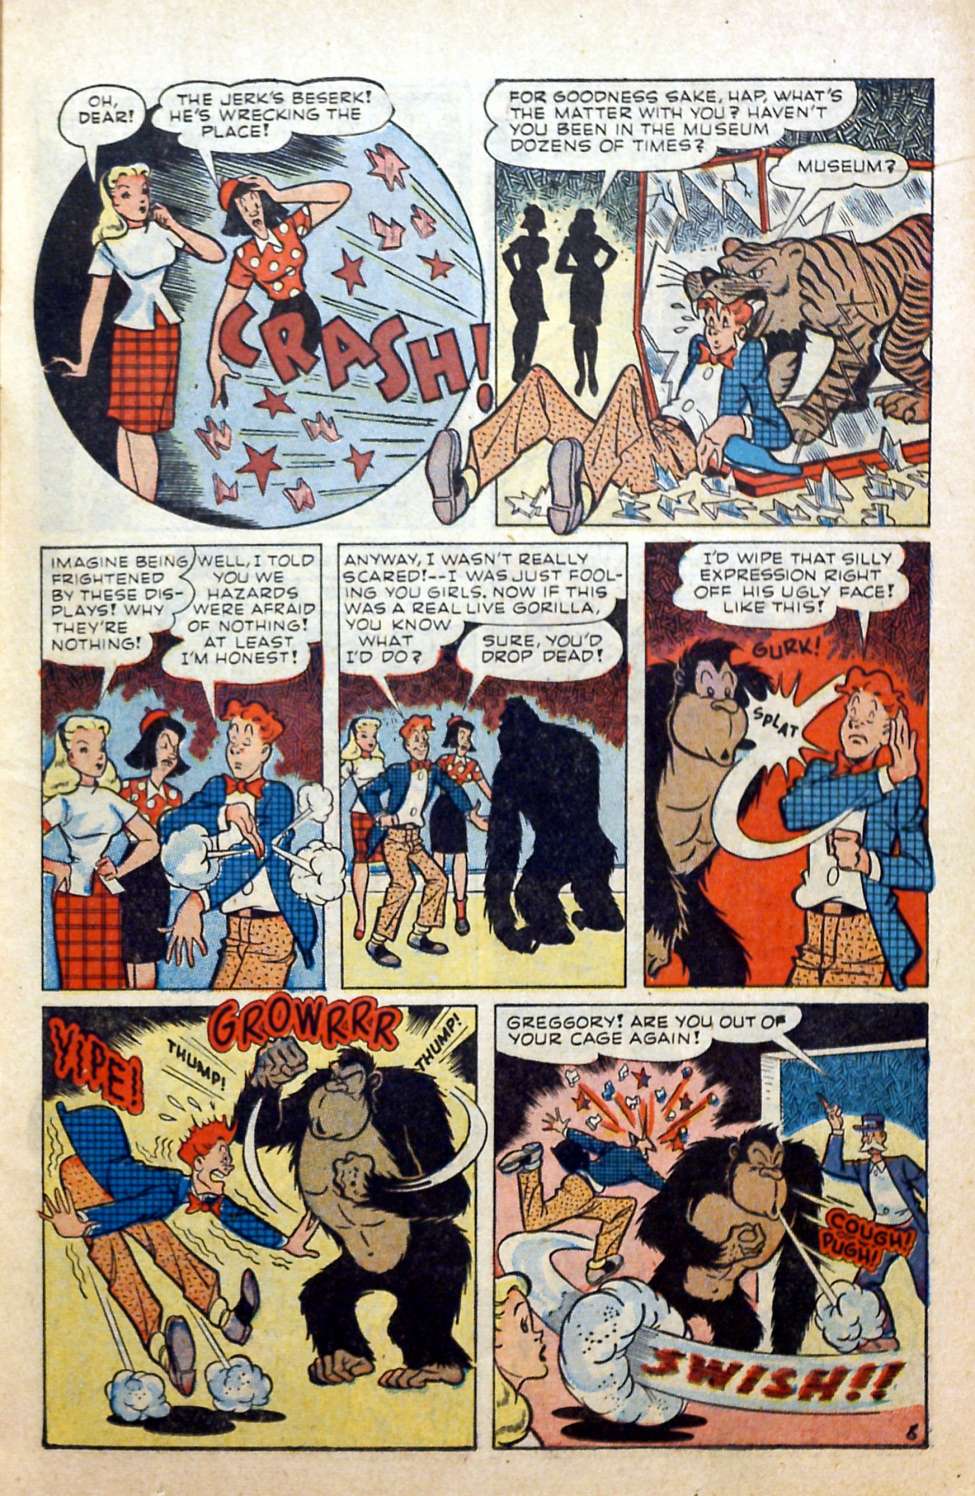 OH,
DEAR!
THE JERK'S BESERK!
HE'S WRECKING THE
PLACE!
CRASH!
FOR GOODNESS SAKE, HAP, WHAT'S
THE MATTER WITH YOU? HAVEN'T
YOU BEEN IN THE MUSEUM
DOZENS OF TIMES?
MUSEUM?
IMAGINE BEING
FRIGHTENED
BY THESE DIS-
PLAYS! WHY
THEY'RE
NOTHING!
WELL, I TOLD
YOU WE
HAZARDS
WERE AFRAID
OF NOTHING!
AT LEAST
I'M HONEST!
ANYWAY, I WASN'T REALLY
SCARED!--I WAS JUST FOOL-
ING YOU GIRLS. NOW IF THIS
WAS A REAL LIVE GORILLA,
YOU KNOW
WHAT
I'D DO?
SURE, YOU'D
DROP DEAD!
I'D WIPE THAT SILLY
EXPRESSION RIGHT
OFF HIS UGLY FACE!
LIKE THIS!
GURK!
SPLAT
YIPE!
THUMP!
GROWRRR
THUMP!
GREGGORY! ARE YOU OUT OF
YOUR CAGE AGAIN!
COUGH!
PUGH!
SWISH!!
8